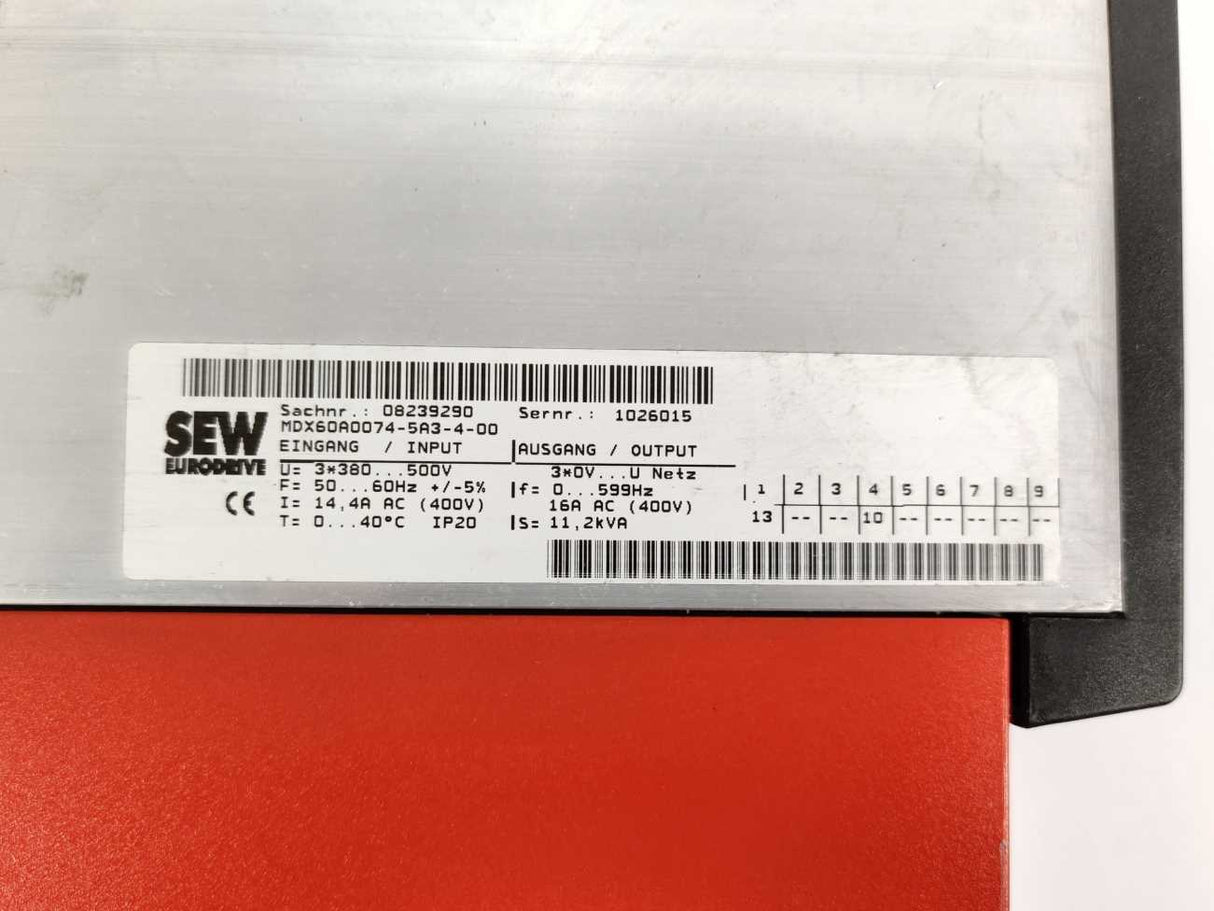 SEW
EURODRIVE
CE
Sachnr.: 08239290 Sernr.: 1026015
MDX60A0074-5A3-4-00
EINGANG / INPUT |AUSGANG / OUTPUT
U= 3*380...500V 3*0V...U Netz
F= 50...60Hz +/-5% |f= 0...599Hz
I= 14,4A AC (400V) 16A AC (400V)
T= 0...40°C IP20 |S= 11,2kVA
| 1 | 2 | 3 | 4 | 5 | 6 | 7 | 8 | 9
13 | -- | -- | 10 | -- | -- | -- | -- | --